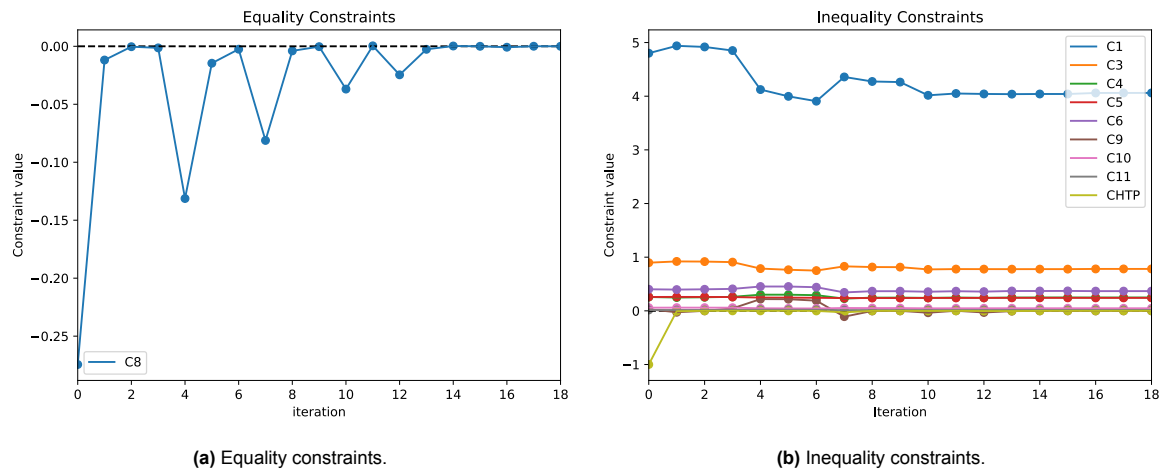 Equality Constraints
0.00
−0.05
−0.10
−0.15
−0.20
−0.25
Constraint value
C8
0 2 4 6 8 10 12 14 16 18
iteration
(a) Equality constraints.
Inequality Constraints
5
4
3
2
1
0
−1
Constraint value
C1
C3
C4
C5
C6
C9
C10
C11
CHTP
0 2 4 6 8 10 12 14 16 18
Iteration
(b) Inequality constraints.